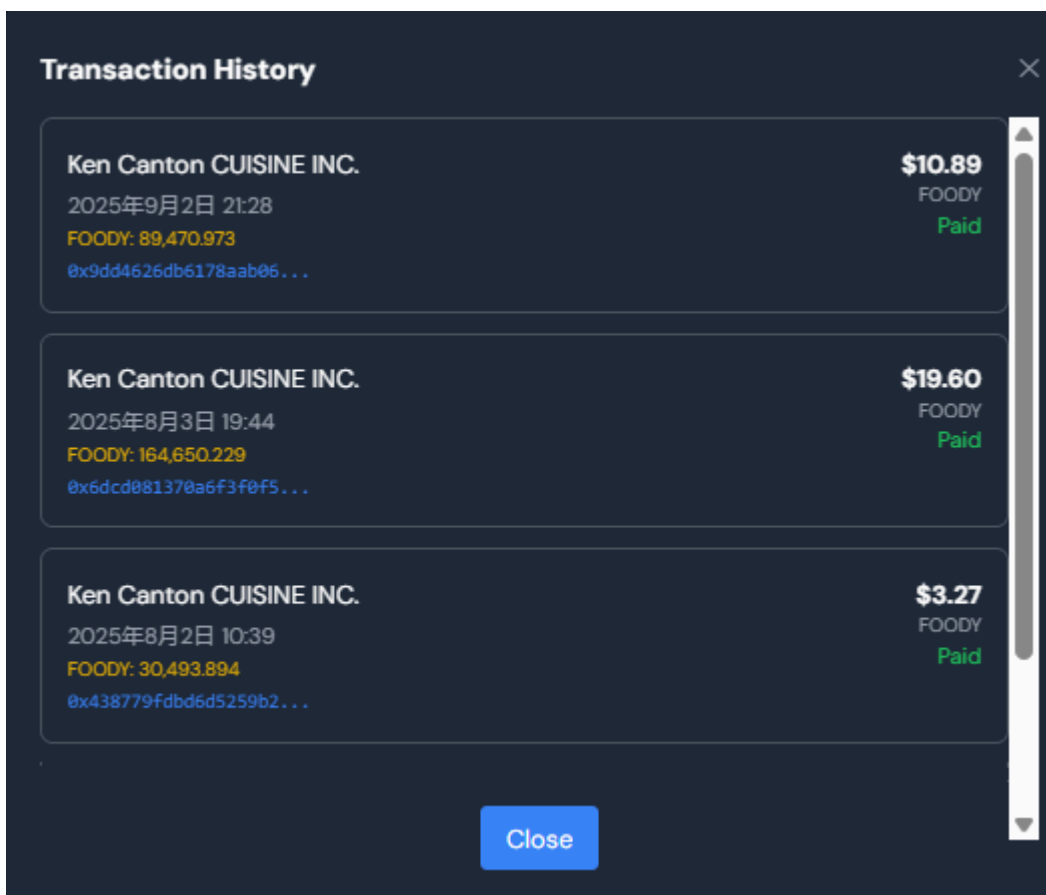 Transaction History
Ken Canton CUISINE INC.
$10.89
2025年9月2日 21:28
FOODY
FOODY: 89,470.973
Paid
0x9dd4626db6178aab06...
Ken Canton CUISINE INC.
$19.60
2025年8月3日 19:44
FOODY
FOODY: 164,650.229
Paid
0x6dcd081370a6f3f0f5...
Ken Canton CUISINE INC.
$3.27
2025年8月2日 10:39
FOODY
FOODY: 30,493.894
Paid
0x438779fdbd6d5259b2...
Close